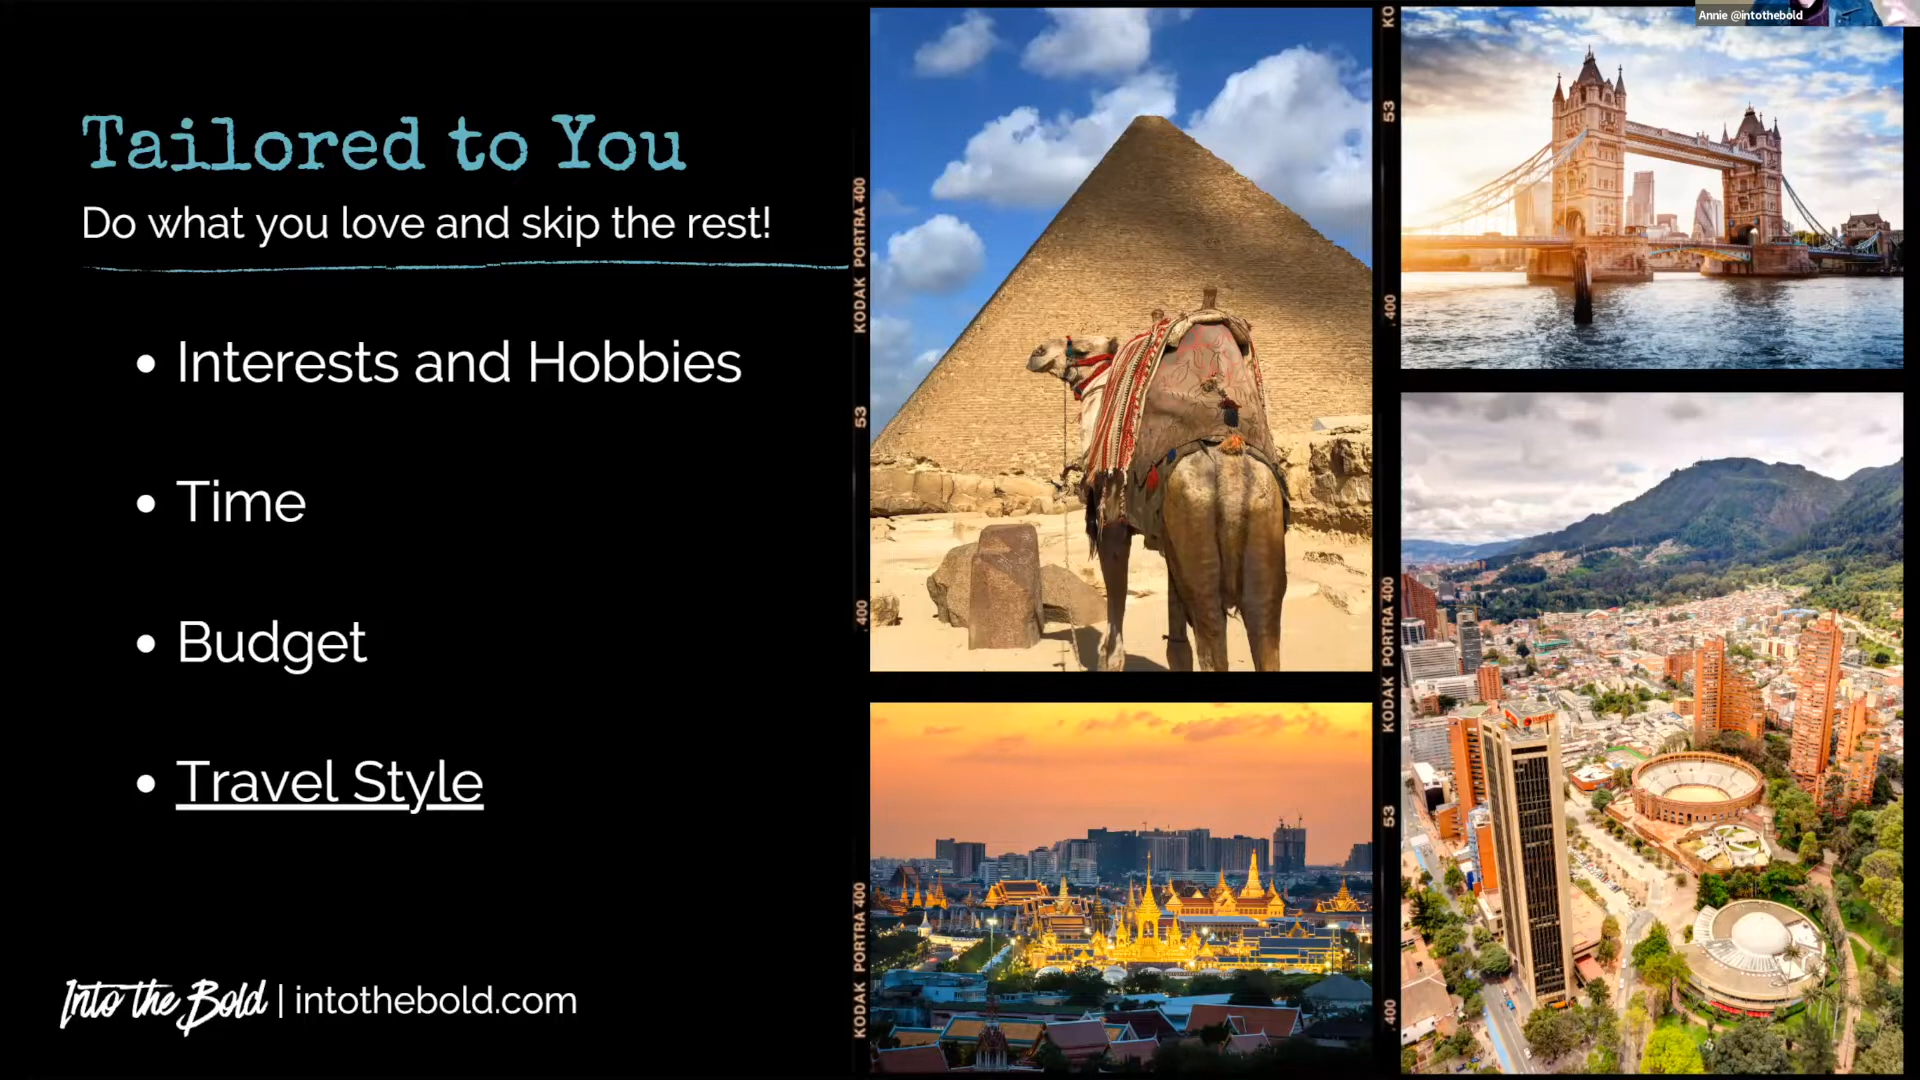 Tailored to You
Do what you love and skip the rest!
• Interests and Hobbies
• Time
• Budget
• Travel Style
Into the Bold | intothebold.com
KODAK PORTRA 400
53
400
KODAK PORTRA 400
KO
53
400
KODAK PORTRA 400
53
400
Annie @intothebold